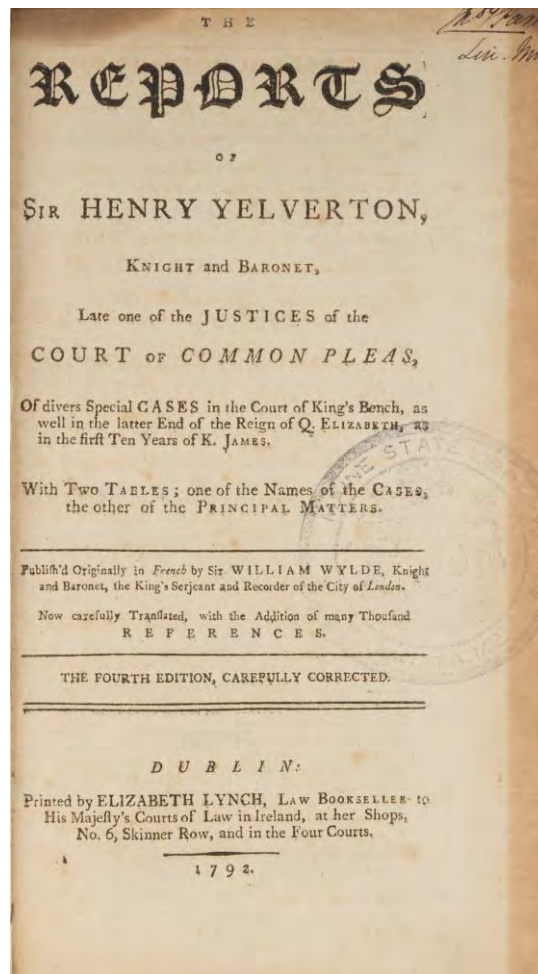 THE
REPORTS
OF
SIR HENRY YELVERTON,
KNIGHT and BARONET,
Late one of the JUSTICES of the
COURT OF COMMON PLEAS,
Of divers Special CASES in the Court of King's Bench, as
well in the latter End of the Reign of Q. ELIZABETH, as
in the firſt Ten Years of K. JAMES.
With TWO TABLES; one of the Names of the CASES,
the other of the PRINCIPAL MATTERS.
Publiſh'd Originally in French by Sir WILLIAM WYLDE, Knight
and Baronet, the King's Serjeant and Recorder of the City of London.
Now carefully Tranſlated, with the Addition of many Thouſand
REFERENCES.
THE FOURTH EDITION, CAREFULLY CORRECTED.
DUBLIN:
Printed by ELIZABETH LYNCH, LAW BOOKSELLER to
His Majeſty's Courts of Law in Ireland, at her Shops,
No. 6, Skinner Row, and in the Four Courts.
1792.
STATE